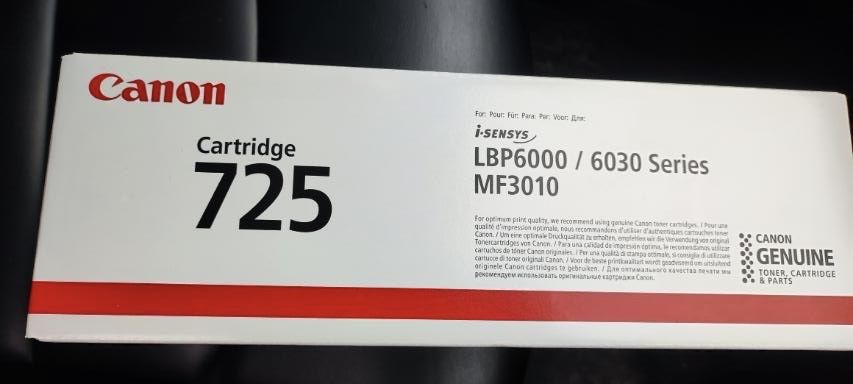 Canon
Cartridge
725
For: Pour: Für: Para: Per: Voor: Для:
i-SENSYS
LBP6000 / 6030 Series
MF3010
For optimum print quality, we recommend using genuine Canon toner cartridges. / Pour une
qualité d'impression optimale, nous recommandons d'utiliser d'authentiques cartouches toner
Canon. / Um eine optimale Druckqualität zu erhalten, empfehlen wir die Verwendung von original
Tonercartridges von Canon. / Para una calidad de impresión óptima, le recomendamos utilizar
cartuchos de tóner Canon originales. / Per una qualità di stampa ottimale, si consiglia di utilizzare
cartucce di toner originali Canon. / Voor de beste printkwaliteit wordt geadviseerd om uitsluitend
originele Canon cartridges te gebruiken. / Для оптимального качества печати мы
рекомендуем использовать оригинальные картриджи Canon.
CANON
GENUINE
TONER, CARTRIDGE
& PARTS